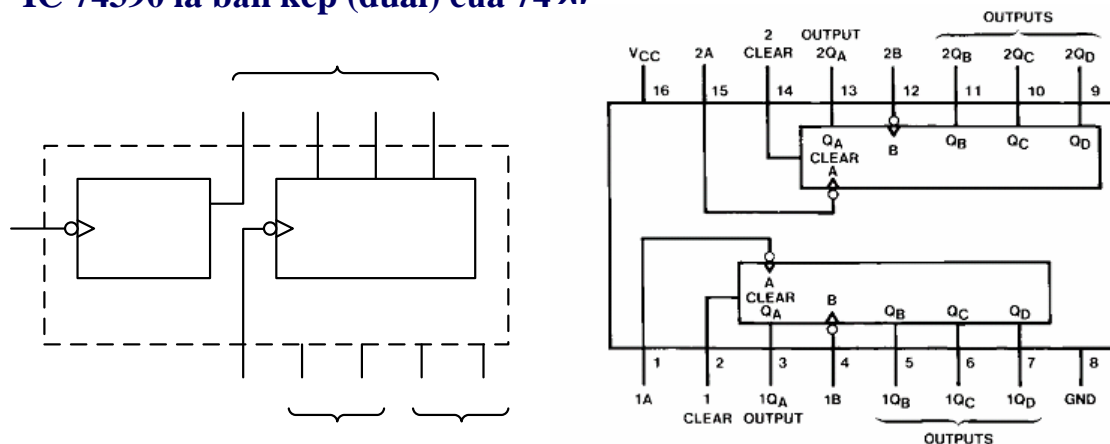 IC 74390 là bản kép (dual) của 7490
OUTPUTS
2 OUTPUT
VCC 2A CLEAR 2QA 2B 2QB 2QC 2QD
16 15 14 13 12 11 10 9
QA B QB QC QD
CLEAR
A
A
CLEAR B
QA QB QC QD
1 2 3 4 5 6 7 8
1A 1 1QA 1B 1QB 1QC 1QD GND
CLEAR OUTPUT
OUTPUTS